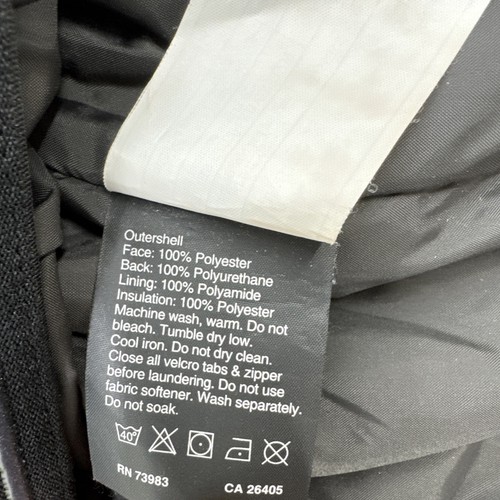 Outershell
Face: 100% Polyester
Back: 100% Polyurethane
Lining: 100% Polyamide
Insulation: 100% Polyester
Machine wash, warm. Do not
bleach. Tumble dry low.
Cool iron. Do not dry clean.
Close all velcro tabs & zipper
before laundering. Do not use
fabric softener. Wash separately.
Do not soak.
40°
RN 73983 CA 26405